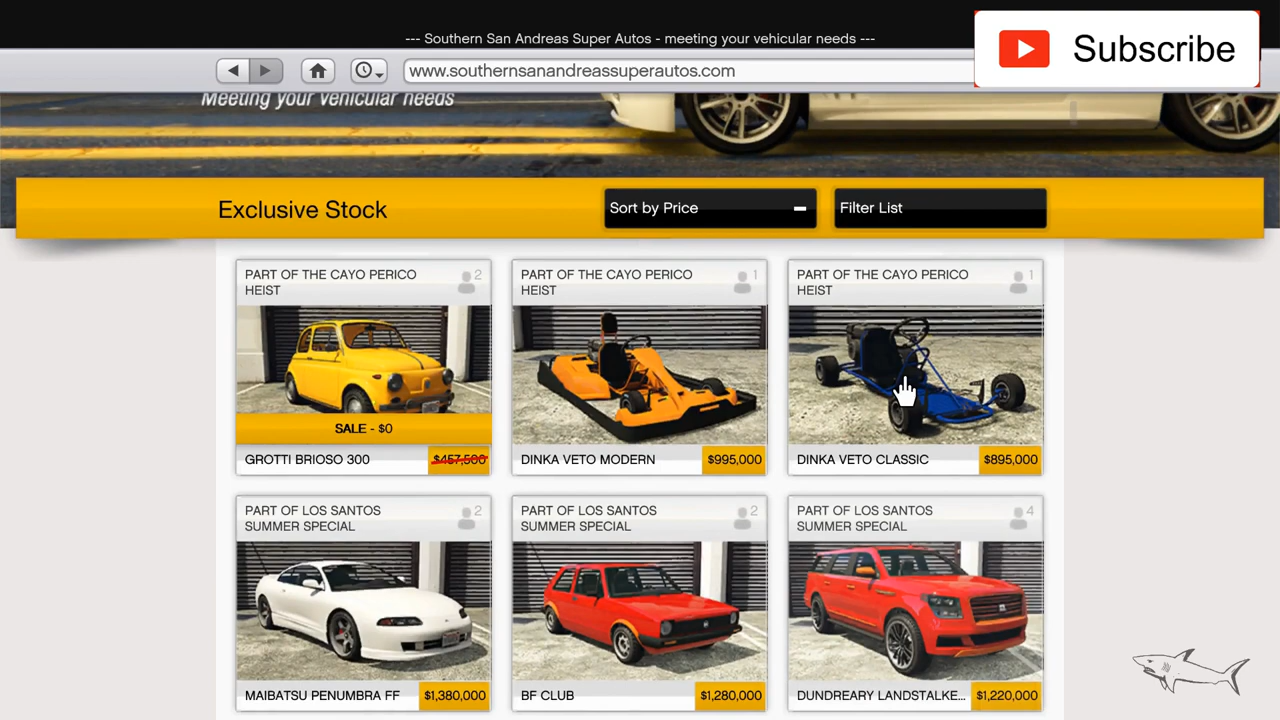 --- Southern San Andreas Super Autos - meeting your vehicular needs ---
Subscribe
www.southernsanandreassuperautos.com
Meeting your vehicular needs
Exclusive Stock
Sort by Price
Filter List
PART OF THE CAYO PERICO
HEIST
2
PART OF THE CAYO PERICO
HEIST
1
PART OF THE CAYO PERICO
HEIST
1
SALE - $0
GROTTI BRIOSO 300
$457,500
DINKA VETO MODERN
$995,000
DINKA VETO CLASSIC
$895,000
PART OF LOS SANTOS
SUMMER SPECIAL
2
PART OF LOS SANTOS
SUMMER SPECIAL
2
PART OF LOS SANTOS
SUMMER SPECIAL
4
MAIBATSU PENUMBRA FF
$1,380,000
BF CLUB
$1,280,000
DUNDREARY LANDSTALKE...
$1,220,000